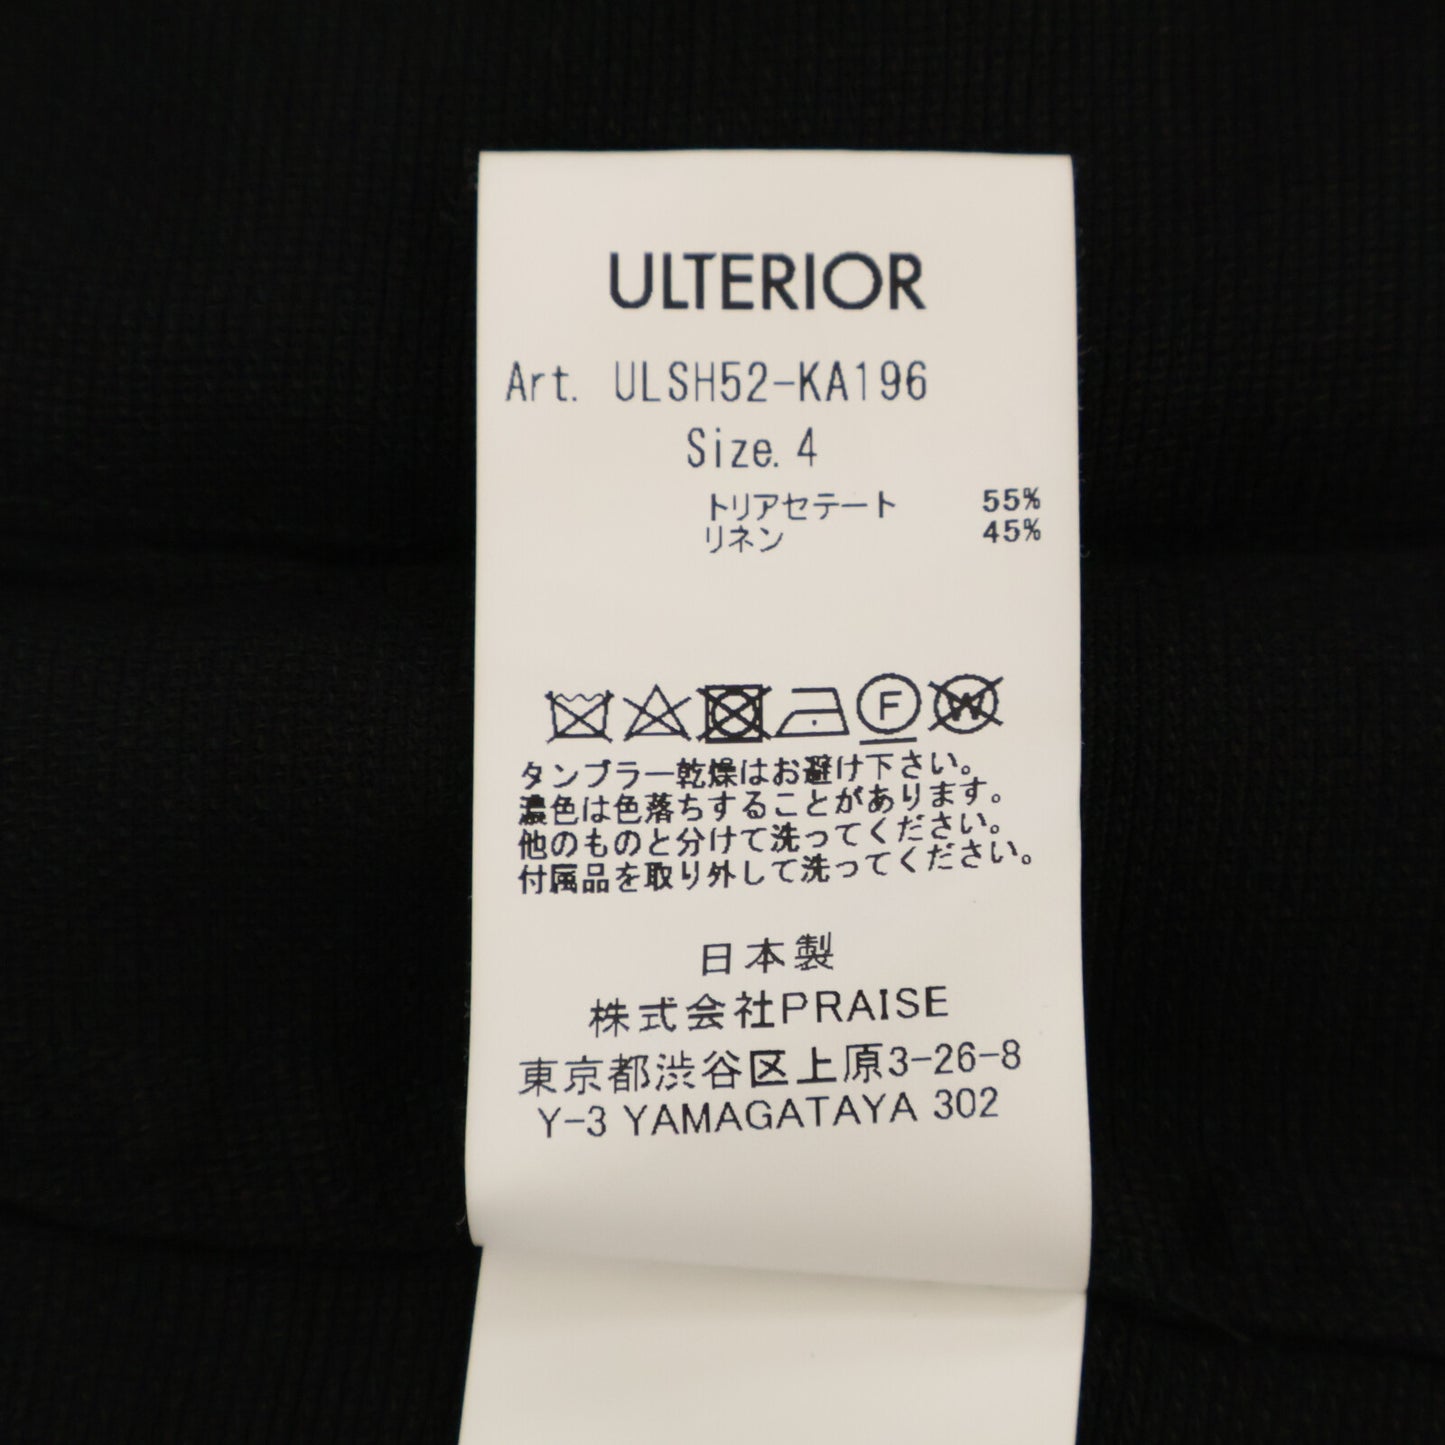 ULTERIOR
Art. ULSH52-KA196
Size. 4
トリアセテート 55%
リネン 45%
F W
タンブラー乾燥はお避け下さい。
濃色は色落ちすることがあります。
他のものと分けて洗ってください。
付属品を取り外して洗ってください。
日本製
株式会社PRAISE
東京都渋谷区上原3-26-8
Y-3 YAMAGATAYA 302